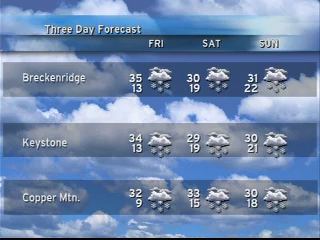 Three Day Forecast
FRI SAT SUN
35 30 31
Breckenridge
13 19 22
34 29 30
Keystone
13 19 21
32 33 30
Copper Mtn.
9 15 18